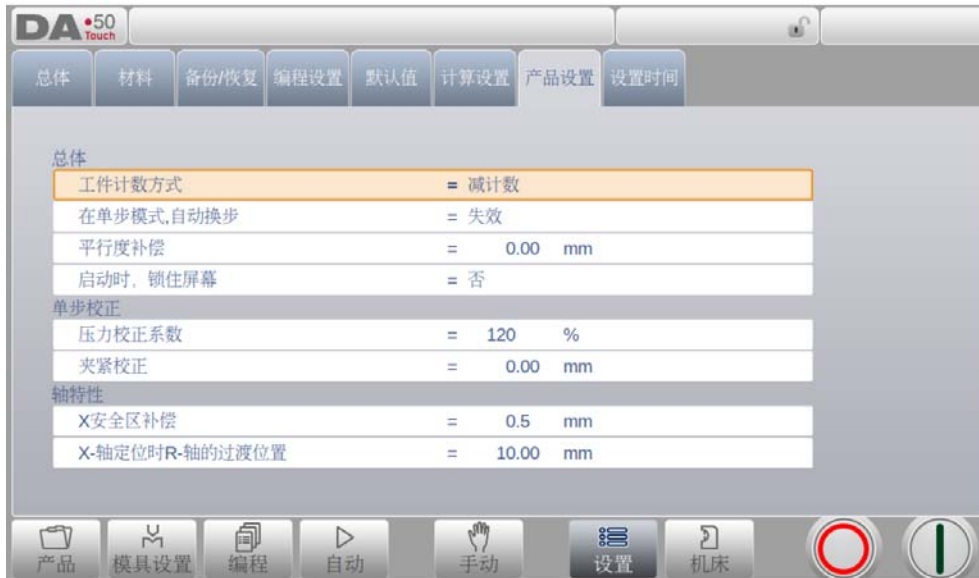 DA•50 Touch
总体 材料 备份/恢复 编程设置 默认值 计算设置 产品设置 设置时间
总体
工件计数方式 = 减计数
在单步模式,自动换步 = 失效
平行度补偿 = 0.00 mm
启动时，锁住屏幕 = 否
单步校正
压力校正系数 = 120 %
夹紧校正 = 0.00 mm
轴特性
X安全区补偿 = 0.5 mm
X-轴定位时R-轴的过渡位置 = 10.00 mm
产品 模具设置 编程 自动 手动 设置 机床